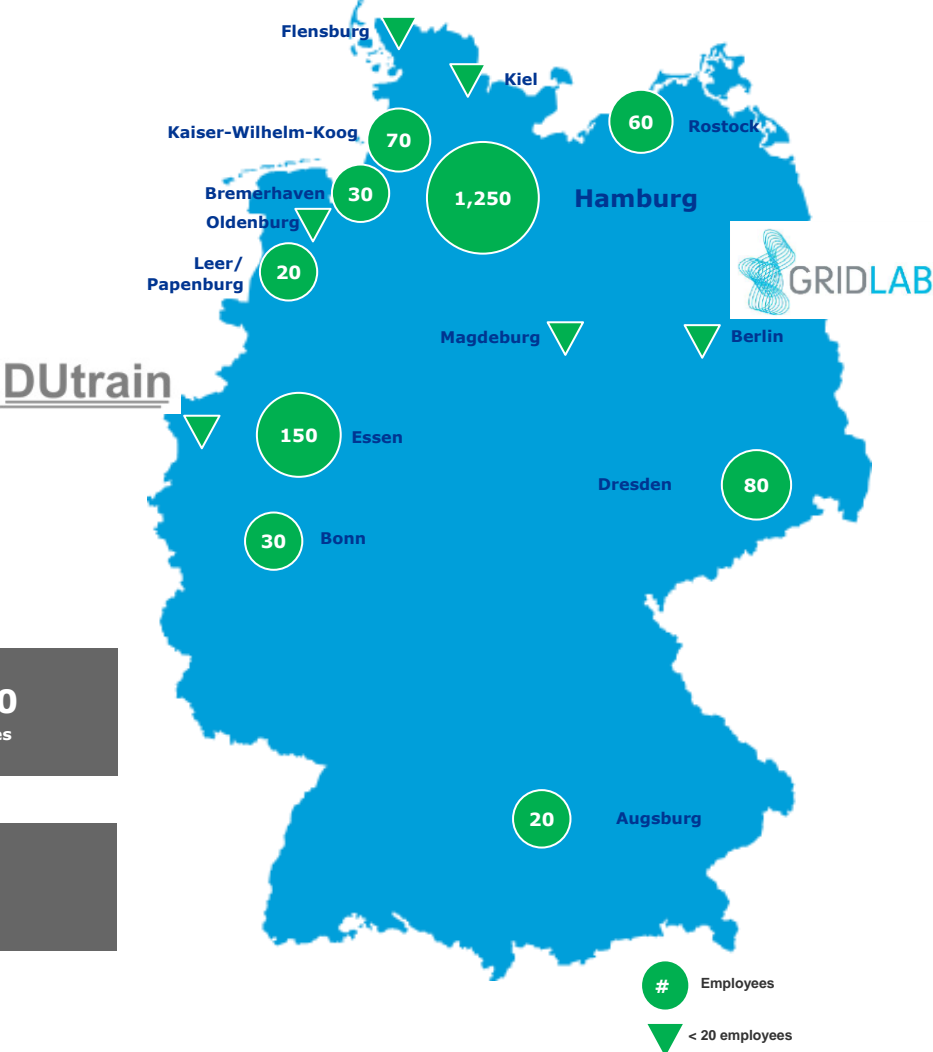 Flensburg
Kiel
Kaiser-Wilhelm-Koog
70
60
Rostock
Bremerhaven
30
1,250
Hamburg
Oldenburg
Leer/
Papenburg
20
GRIDLAB
Magdeburg
Berlin
DUtrain
150
Essen
Dresden
80
30
Bonn
20
Augsburg
#
Employees
< 20 employees